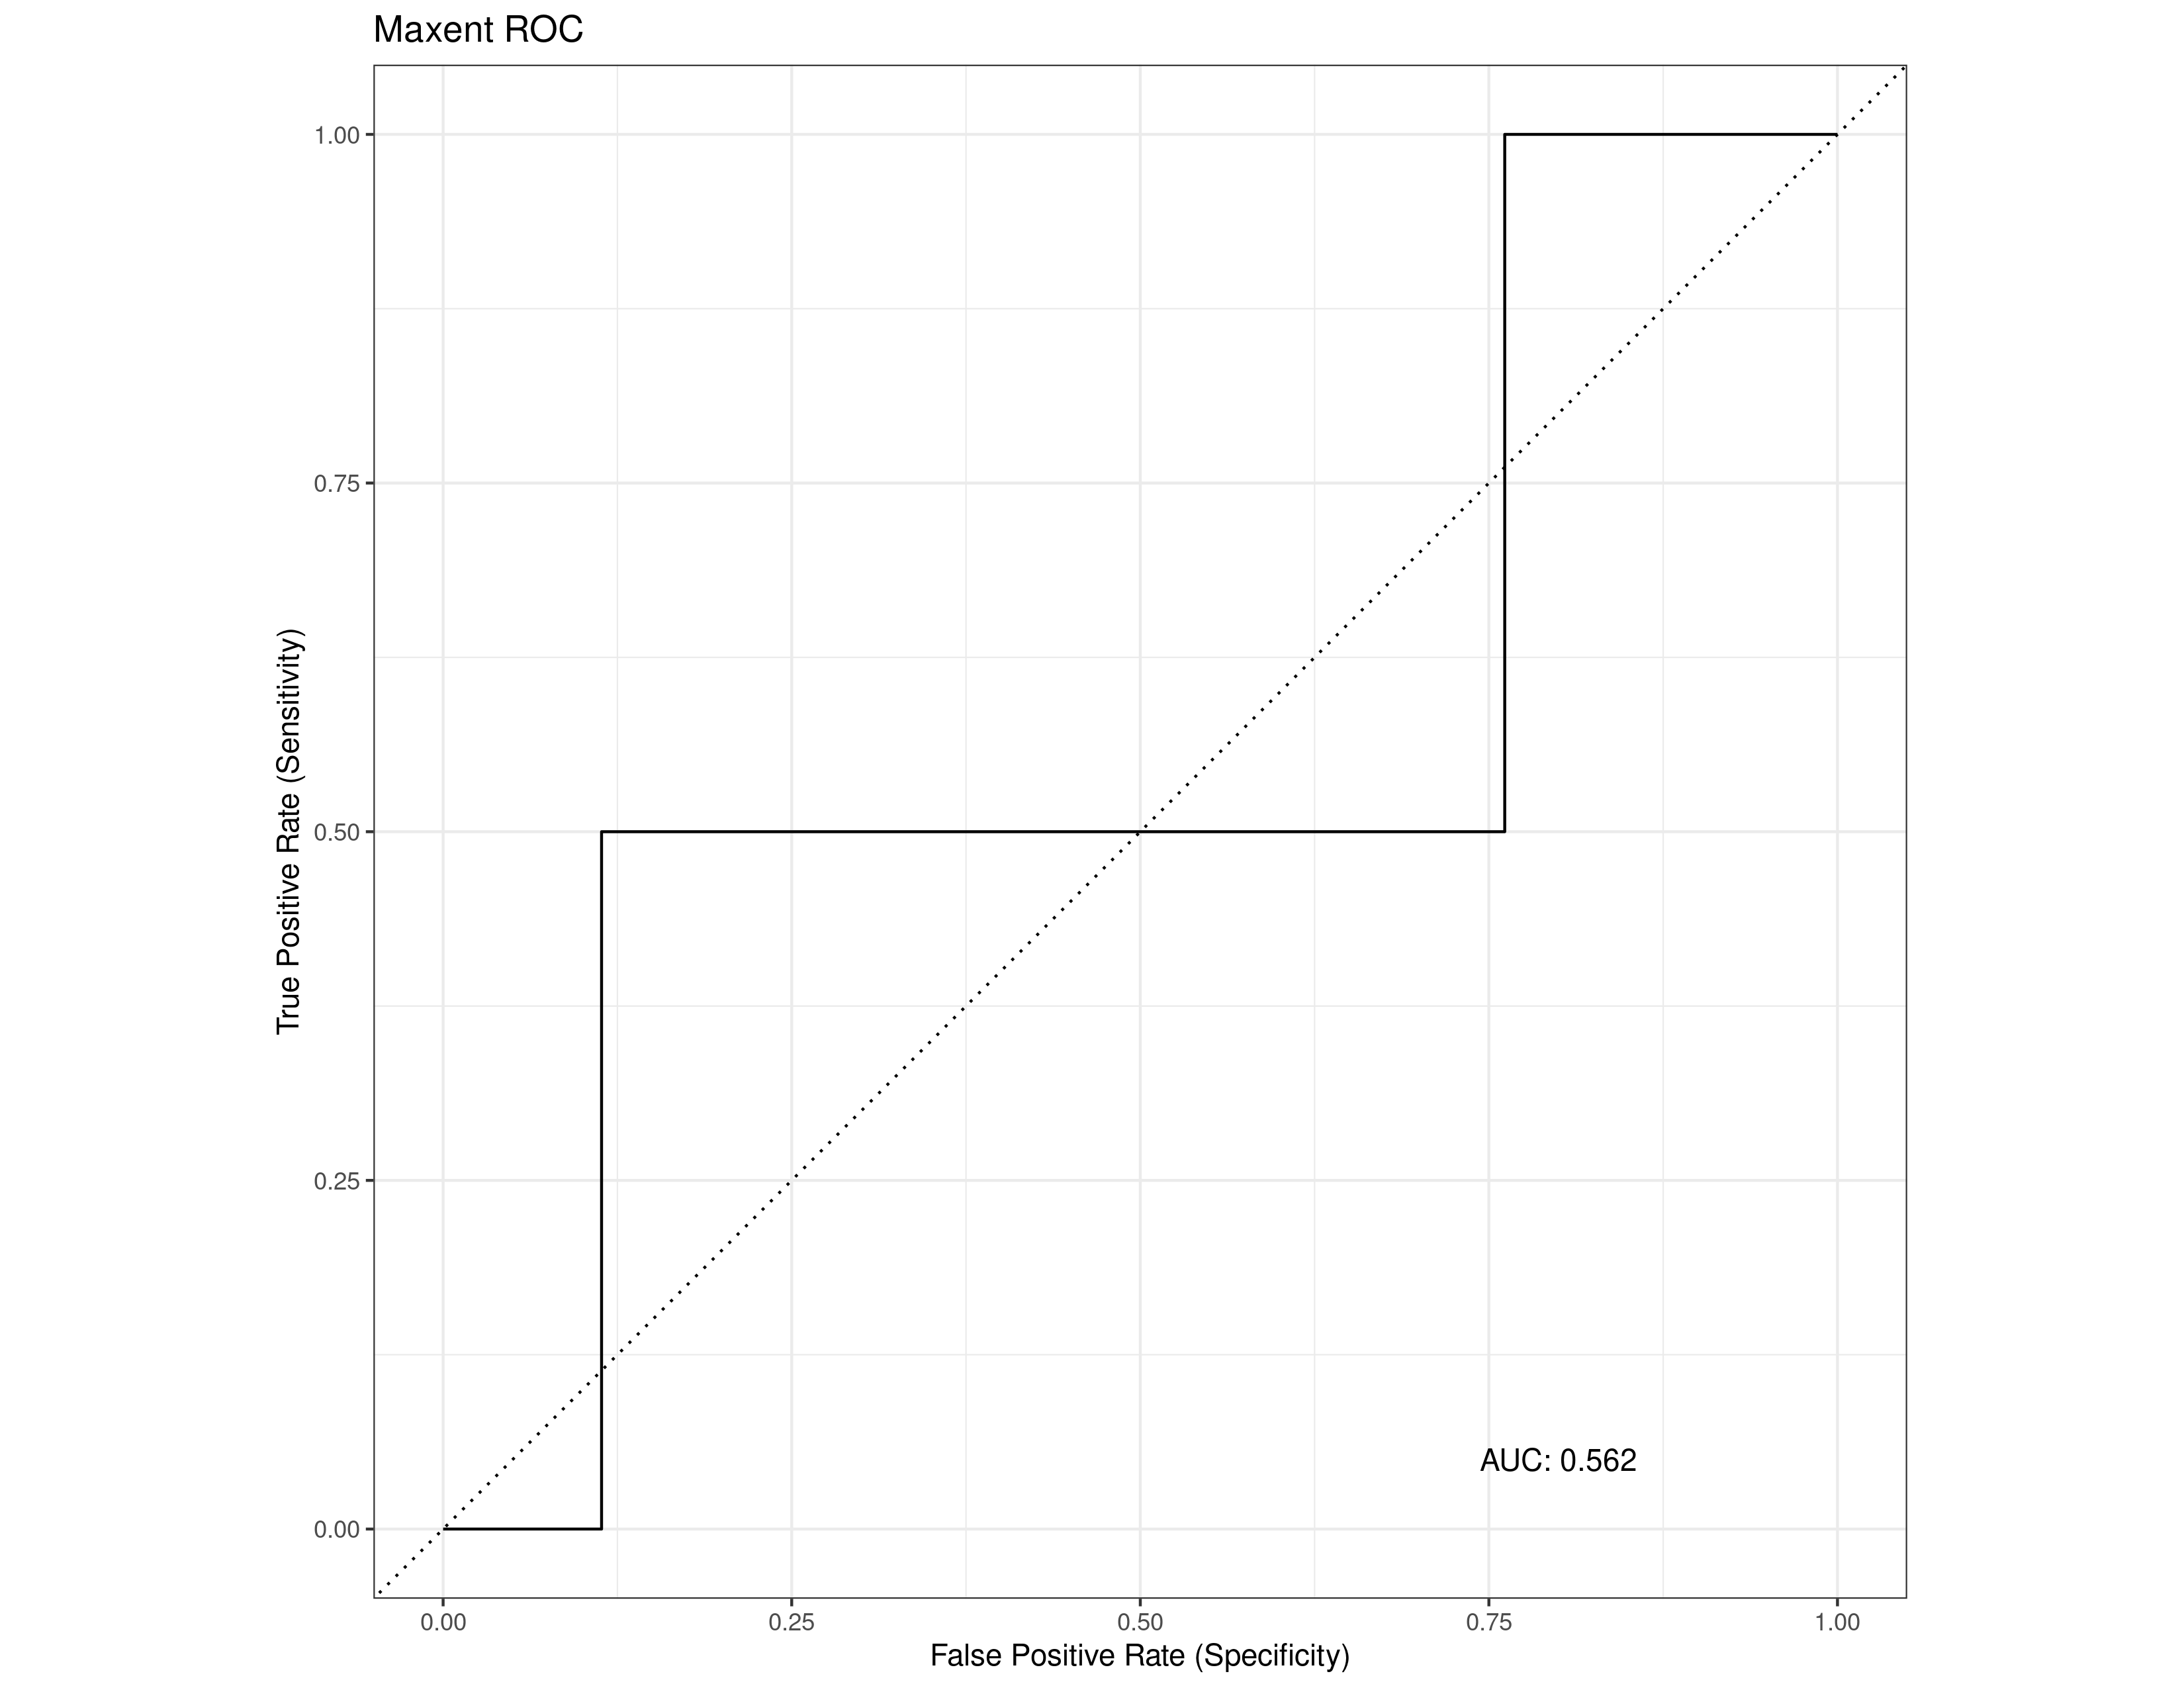 Maxent ROC
1.00
0.75
0.50
0.25
0.00
True Positive Rate (Sensitivity)
AUC: 0.562
0.00 0.25 0.50 0.75 1.00
False Positive Rate (Specificity)